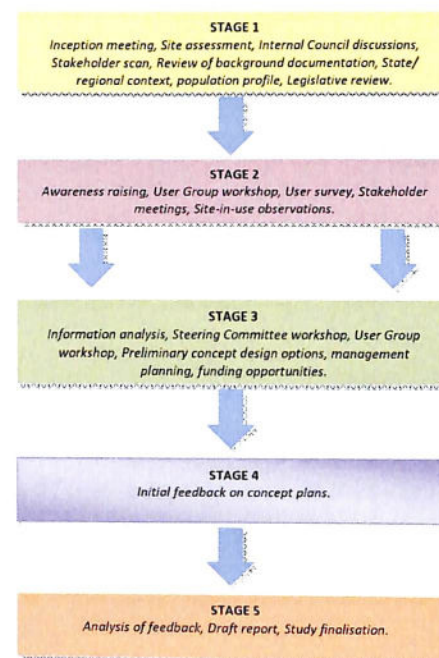 STAGE 1
Inception meeting, Site assessment, Internal Council discussions,
Stakeholder scan, Review of background documentation, State/
regional context, population profile, Legislative review.
STAGE 2
Awareness raising, User Group workshop, User survey, Stakeholder
meetings, Site-in-use observations.
STAGE 3
Information analysis, Steering Committee workshop, User Group
workshop, Preliminary concept design options, management
planning, funding opportunities.
STAGE 4
Initial feedback on concept plans.
STAGE 5
Analysis of feedback, Draft report, Study finalisation.